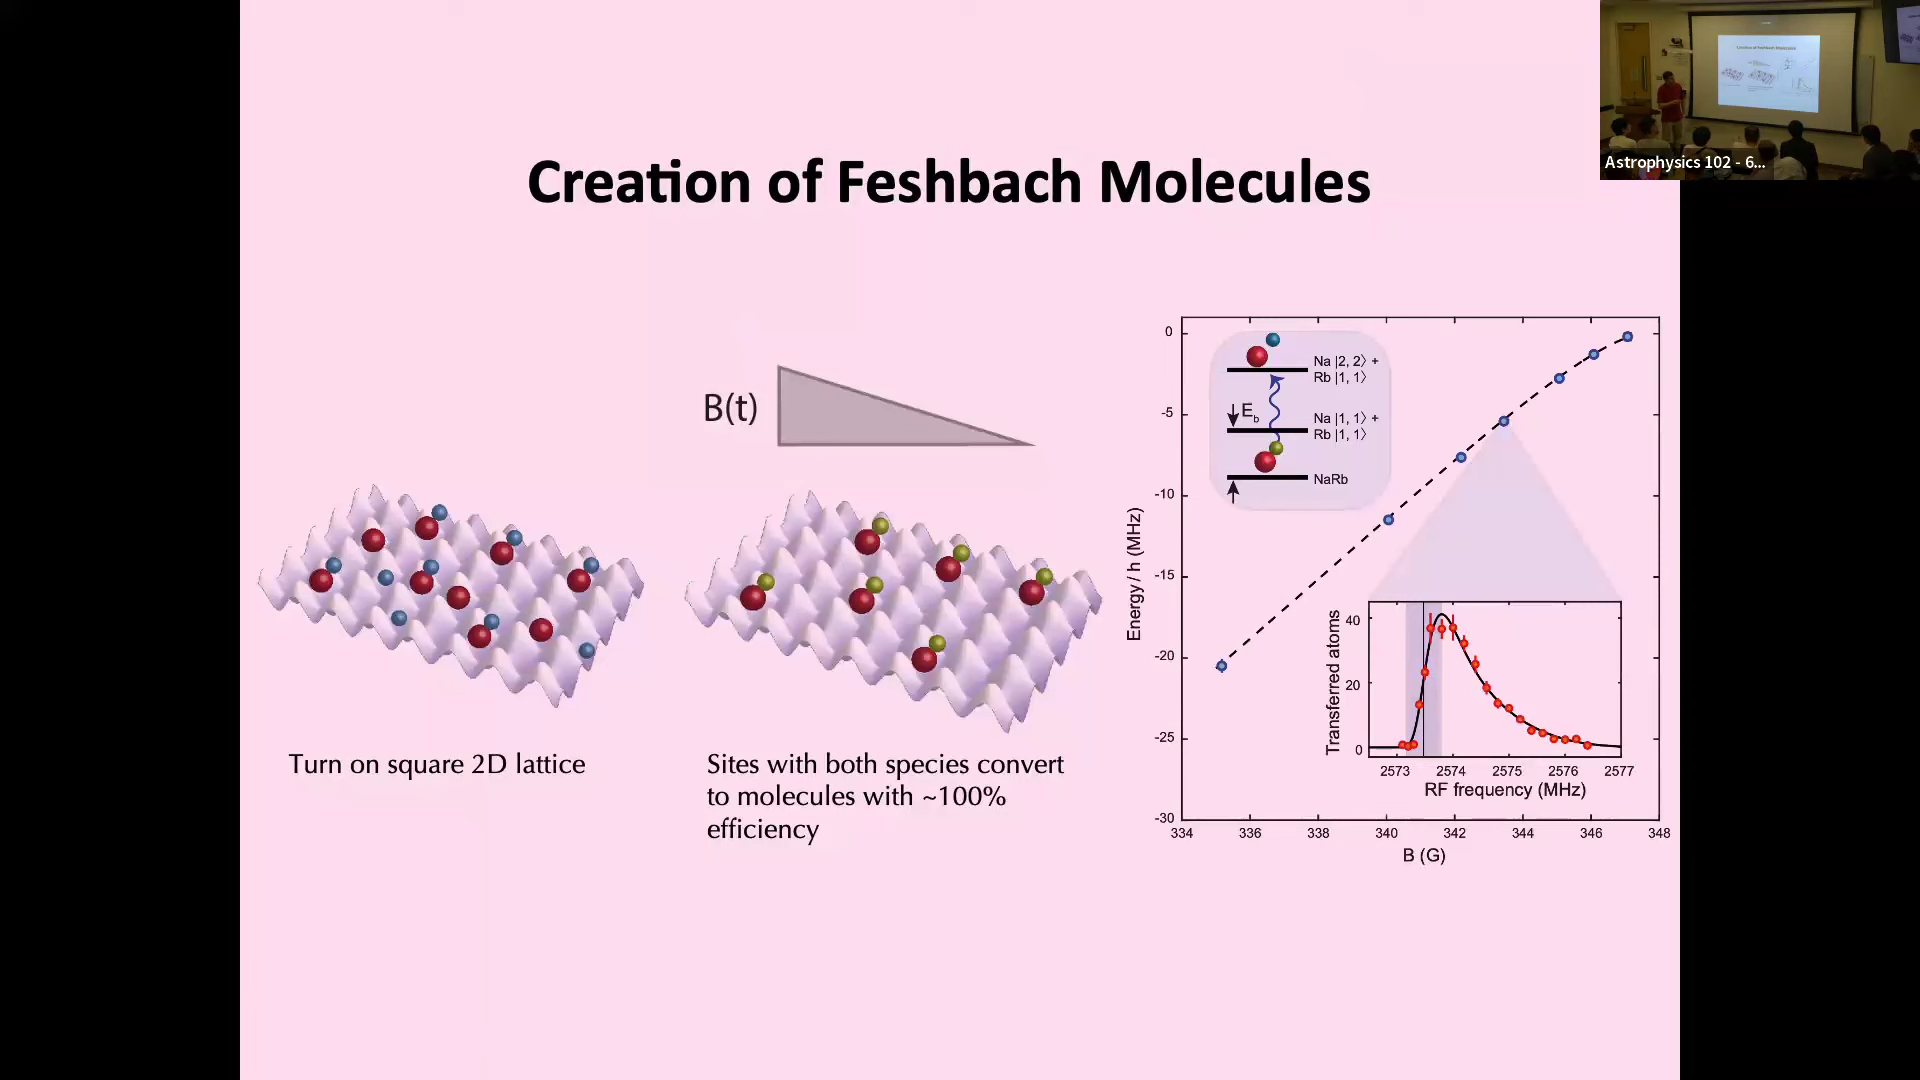 Creation of Feshbach Molecules
Astrophysics 102 - 6...
B(t)
Turn on square 2D lattice
Sites with both species convert
to molecules with ~100%
efficiency
Energy / h (MHz)
0
-5
-10
-15
-20
-25
-30
334 336 338 340 342 344 346 348
B (G)
Na |2, 2⟩ +
Rb |1, 1⟩
E_b
Na |1, 1⟩ +
Rb |1, 1⟩
NaRb
Transferred atoms
40
20
0
2573 2574 2575 2576 2577
RF frequency (MHz)